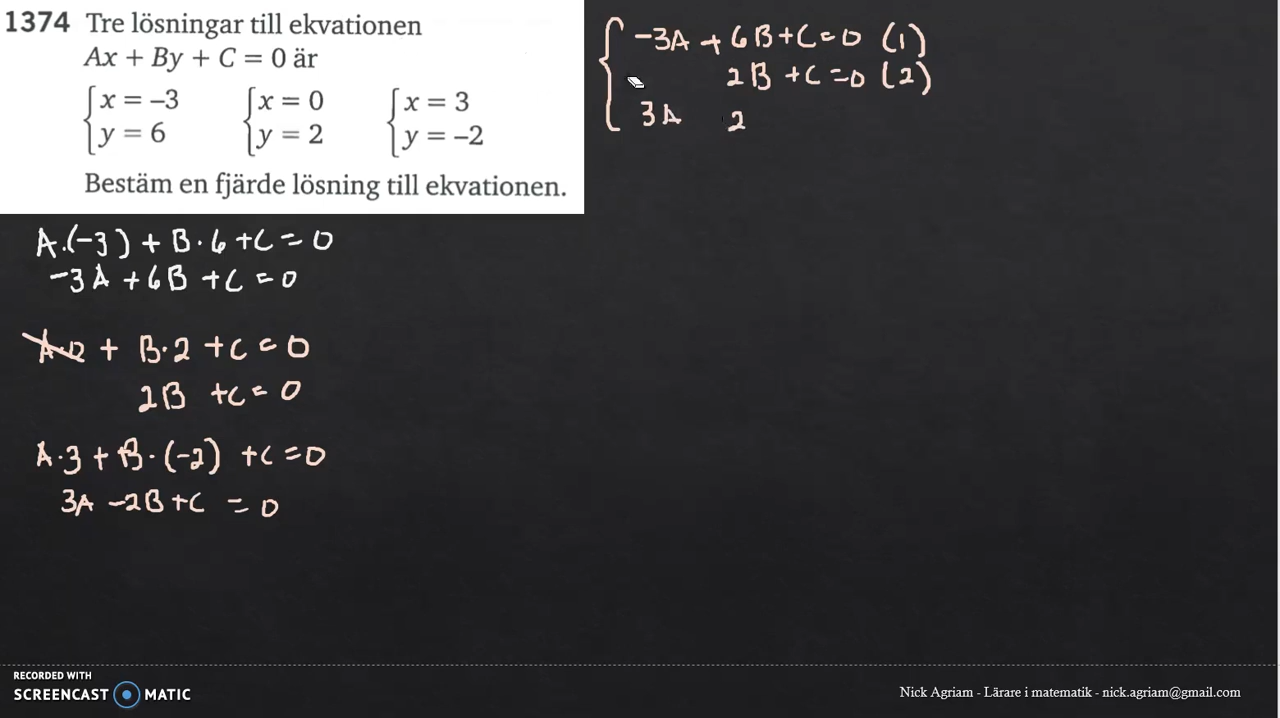 1374 Tre lösningar till ekvationen
Ax + By + C = 0 är
x = –3 x = 0 x = 3
y = 6 y = 2 y = –2
Bestäm en fjärde lösning till ekvationen.
-3A + 6B + C = 0 (1)
2B + C = 0 (2)
3A 2
A·(-3) + B·6 + C = 0
-3A + 6B + C = 0
A·0 + B·2 + C = 0
2B + C = 0
A·3 + B·(-2) + C = 0
3A - 2B + C = 0
RECORDED WITH
SCREENCAST MATIC
Nick Agriam - Lärare i matematik - nick.agriam@gmail.com